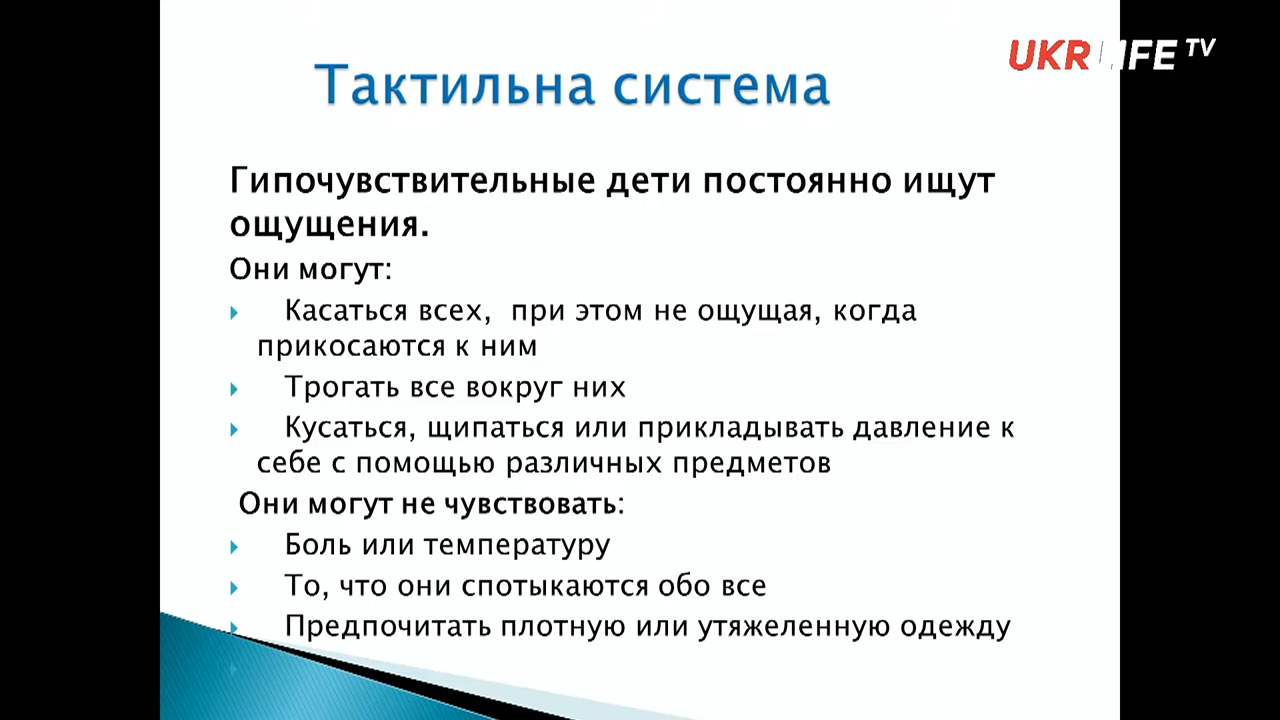 UKRLIFE TV
Тактильна система
Гипочувствительные дети постоянно ищут
ощущения.
Они могут:
Касаться всех, при этом не ощущая, когда
прикосаются к ним
Трогать все вокруг них
Кусаться, щипаться или прикладывать давление к
себе с помощью различных предметов
Они могут не чувствовать:
Боль или температуру
То, что они спотыкаются обо все
Предпочитать плотную или утяжеленную одежду